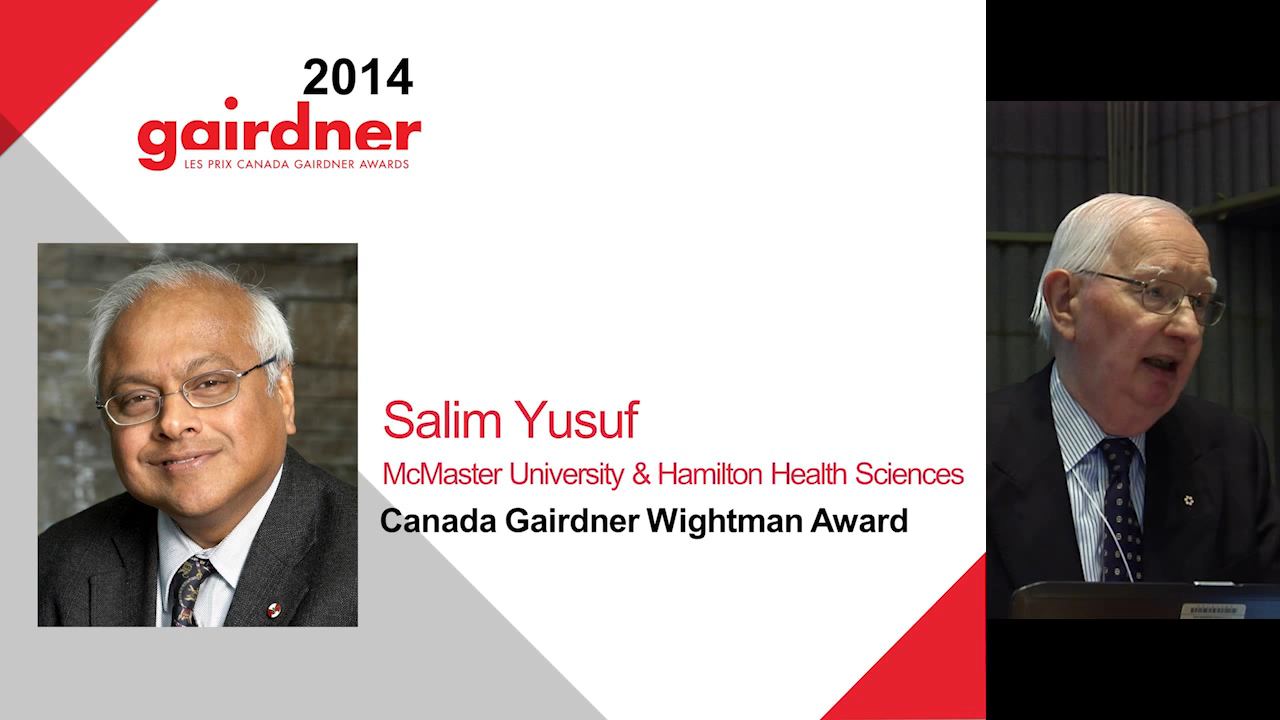 2014
gairdner
LES PRIX CANADA GAIRDNER AWARDS
Salim Yusuf
McMaster University & Hamilton Health Sciences
Canada Gairdner Wightman Award